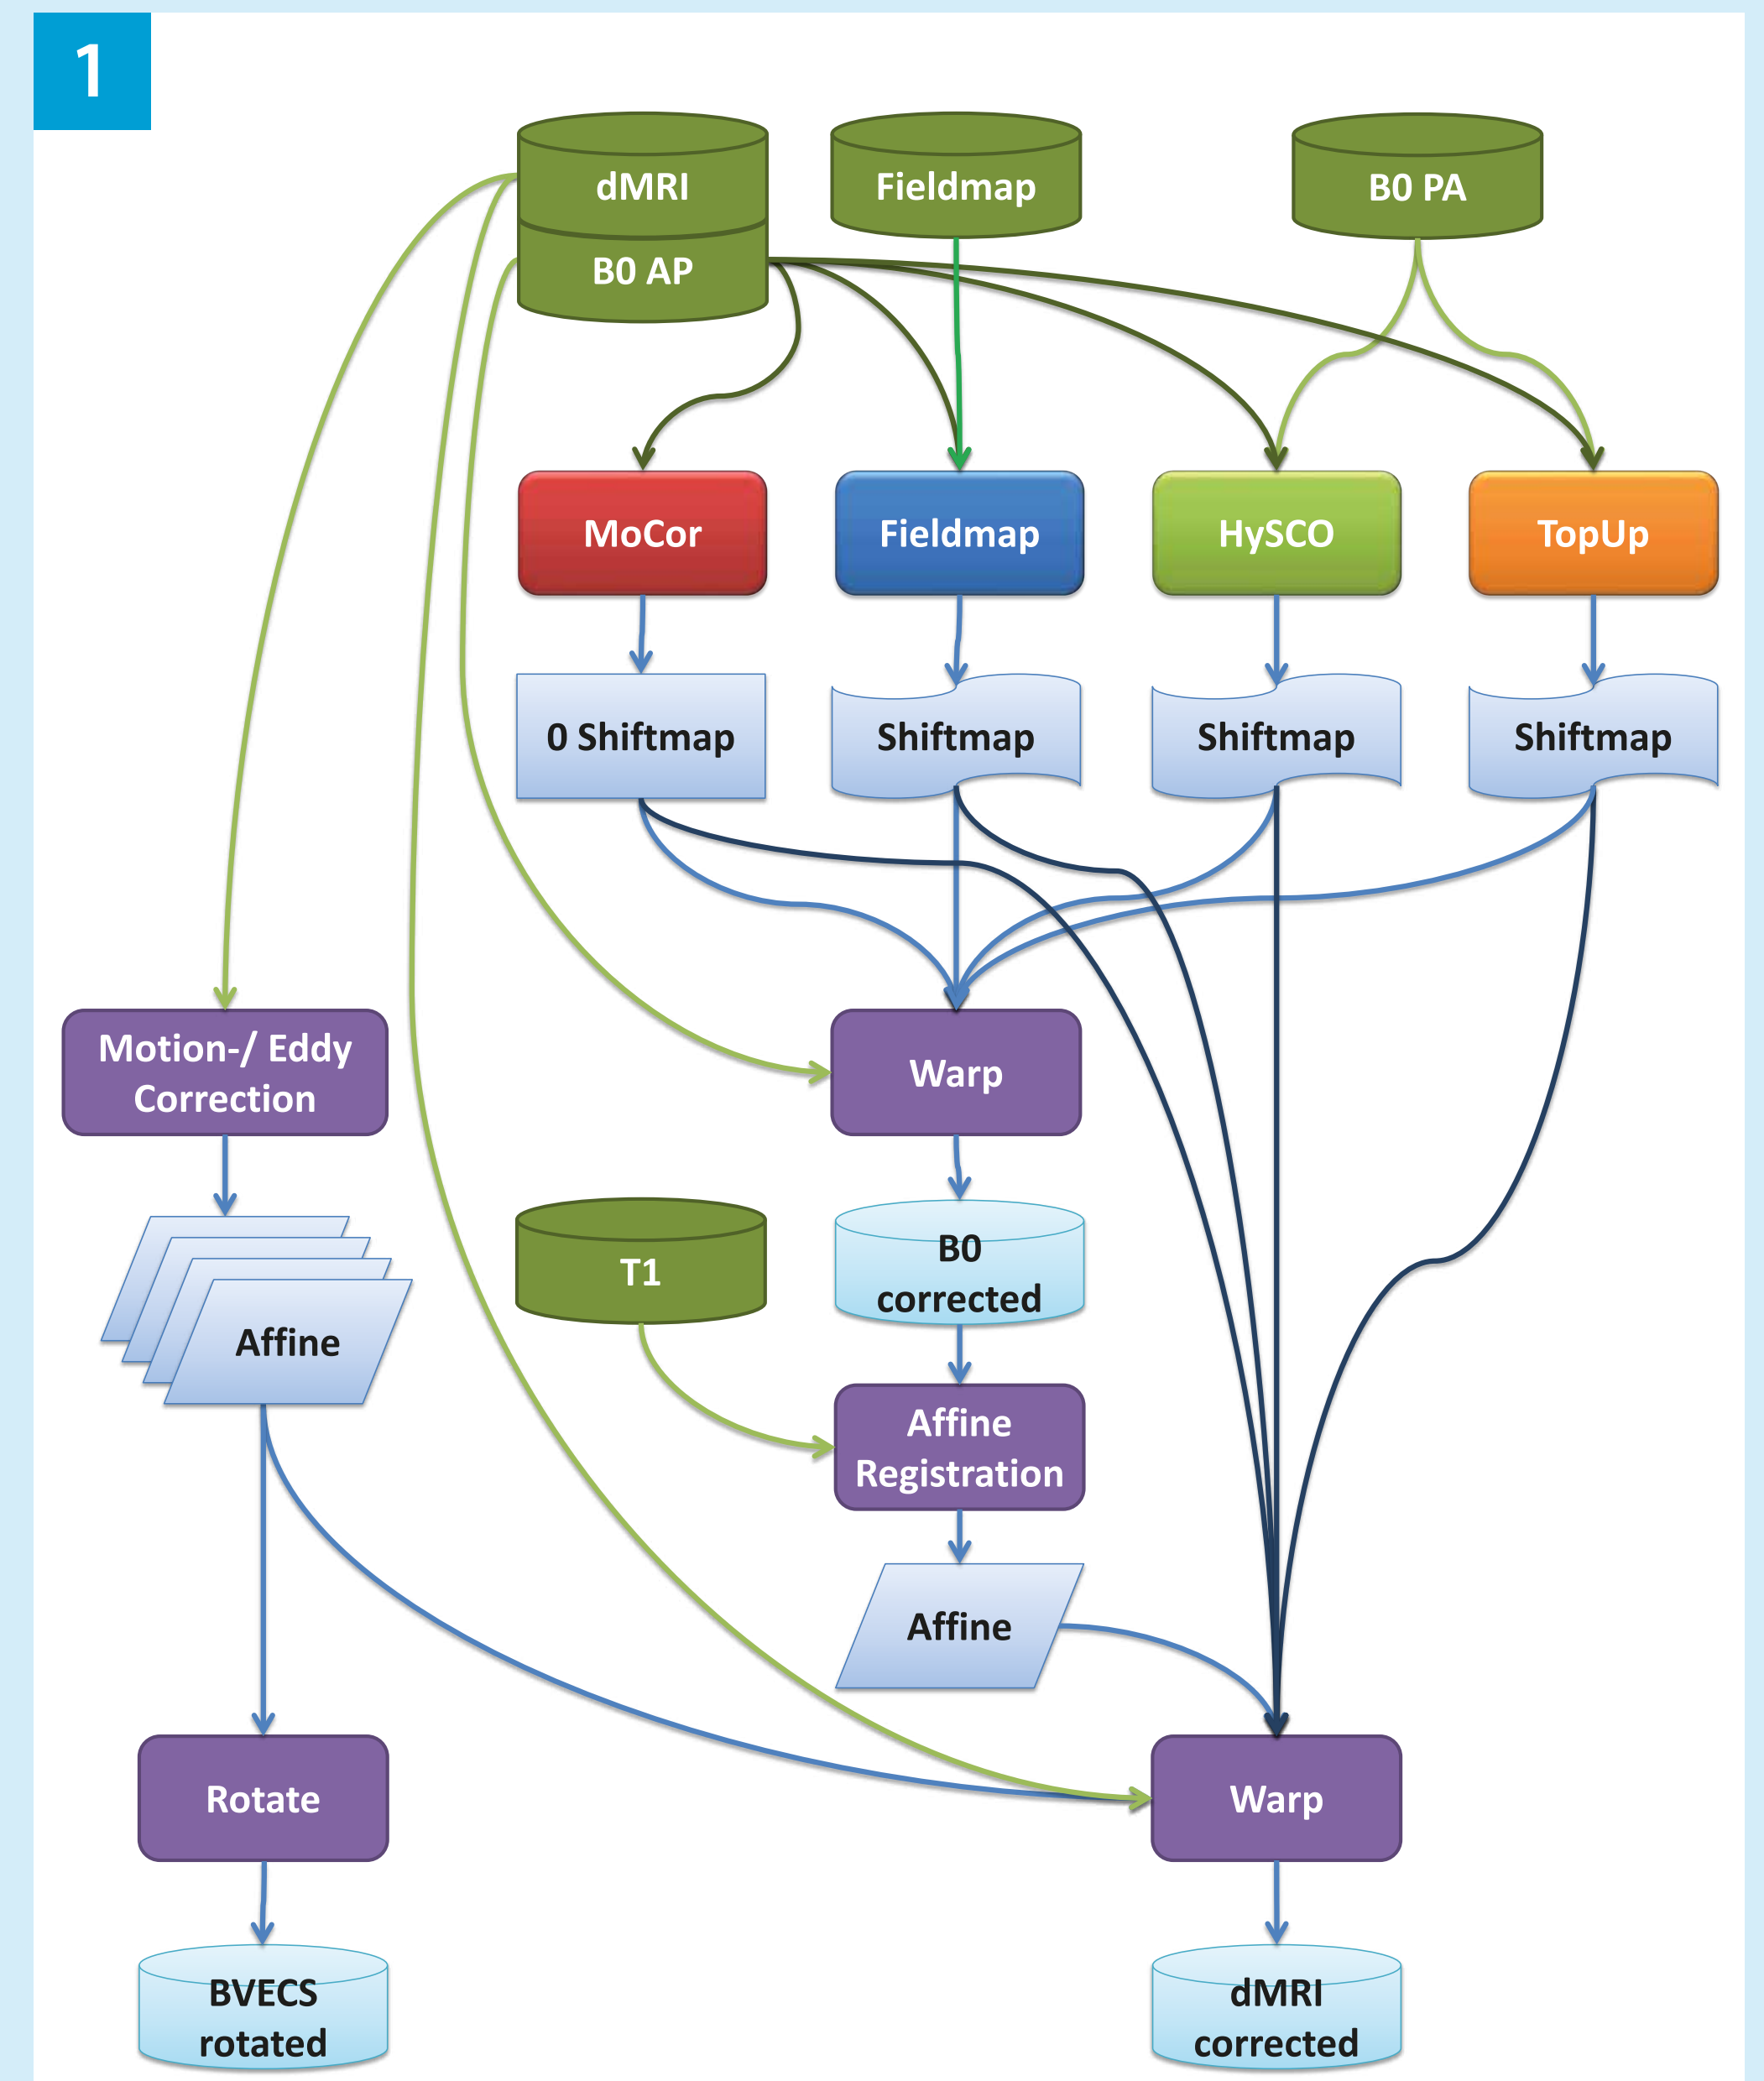 1
dMRI
Fieldmap
B0 PA
B0 AP
MoCor
Fieldmap
HySCO
TopUp
0 Shiftmap
Shiftmap
Shiftmap
Shiftmap
Motion-/ Eddy
Correction
Warp
T1
B0
corrected
Affine
Affine
Registration
Affine
Rotate
Warp
BVECS
rotated
dMRI
corrected